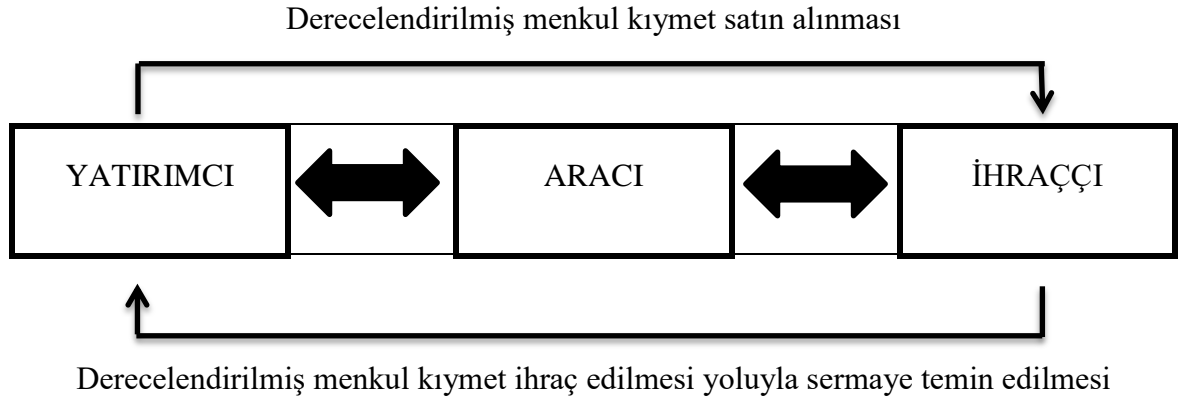 Derecelendirilmiş menkul kıymet satın alınması
YATIRIMCI
ARACI
İHRAÇÇI
Derecelendirilmiş menkul kıymet ihraç edilmesi yoluyla sermaye temin edilmesi